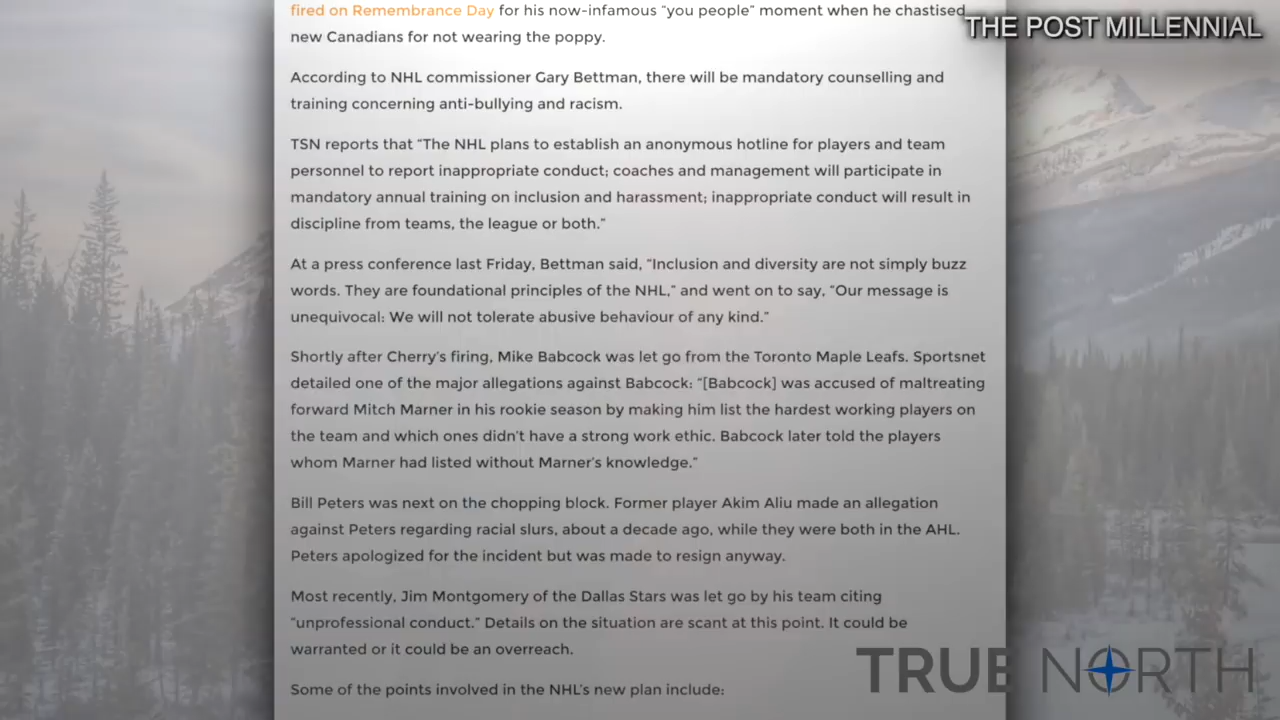 fired on Remembrance Day for his now-infamous “you people” moment when he chastised
new Canadians for not wearing the poppy.
THE POST MILLENNIAL
According to NHL commissioner Gary Bettman, there will be mandatory counselling and
training concerning anti-bullying and racism.
TSN reports that “The NHL plans to establish an anonymous hotline for players and team
personnel to report inappropriate conduct; coaches and management will participate in
mandatory annual training on inclusion and harassment; inappropriate conduct will result in
discipline from teams, the league or both.”
At a press conference last Friday, Bettman said, “Inclusion and diversity are not simply buzz
words. They are foundational principles of the NHL,” and went on to say, “Our message is
unequivocal: We will not tolerate abusive behaviour of any kind.”
Shortly after Cherry’s firing, Mike Babcock was let go from the Toronto Maple Leafs. Sportsnet
detailed one of the major allegations against Babcock: “[Babcock] was accused of maltreating
forward Mitch Marner in his rookie season by making him list the hardest working players on
the team and which ones didn’t have a strong work ethic. Babcock later told the players
whom Marner had listed without Marner’s knowledge.”
Bill Peters was next on the chopping block. Former player Akim Aliu made an allegation
against Peters regarding racial slurs, about a decade ago, while they were both in the AHL.
Peters apologized for the incident but was made to resign anyway.
Most recently, Jim Montgomery of the Dallas Stars was let go by his team citing
“unprofessional conduct.” Details on the situation are scant at this point. It could be
warranted or it could be an overreach.
Some of the points involved in the NHL’s new plan include:
TRUE NORTH